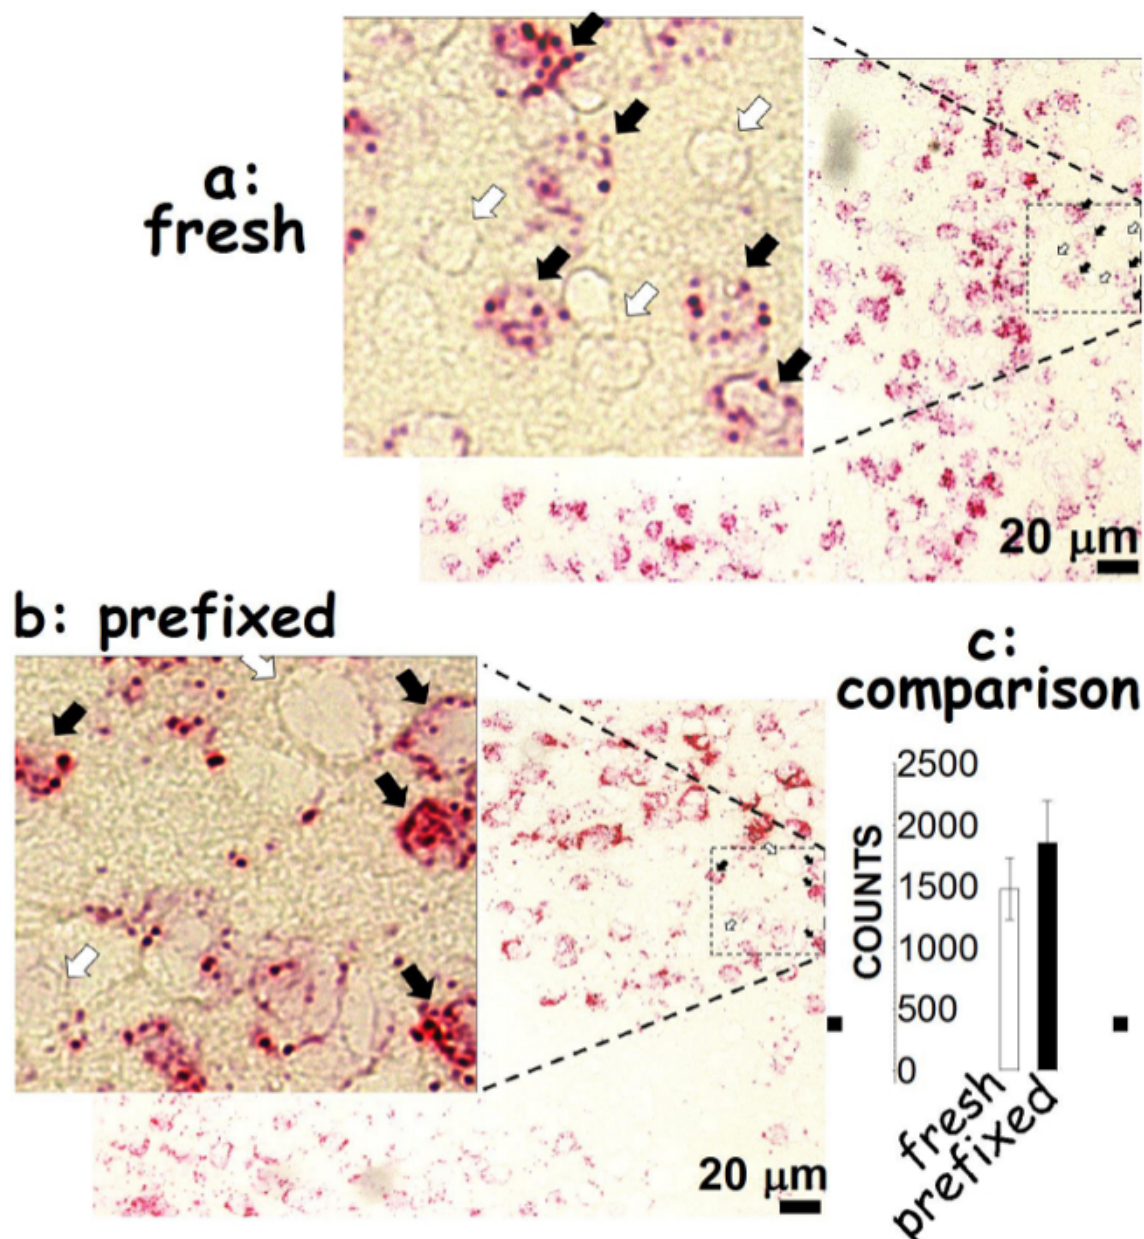 a:
fresh
20 μm
b: prefixed
20 μm
c:
comparison
COUNTS
2500
2000
1500
1000
500
0
fresh
prefixed